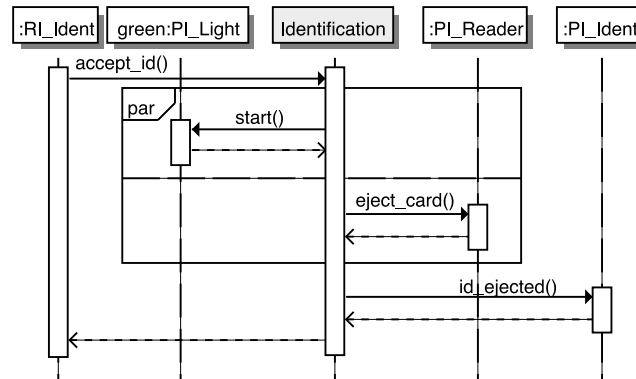 :RI_Ident green:PI_Light Identification :PI_Reader :PI_Ident
accept_id()
par
start()
eject_card()
id_ejected()